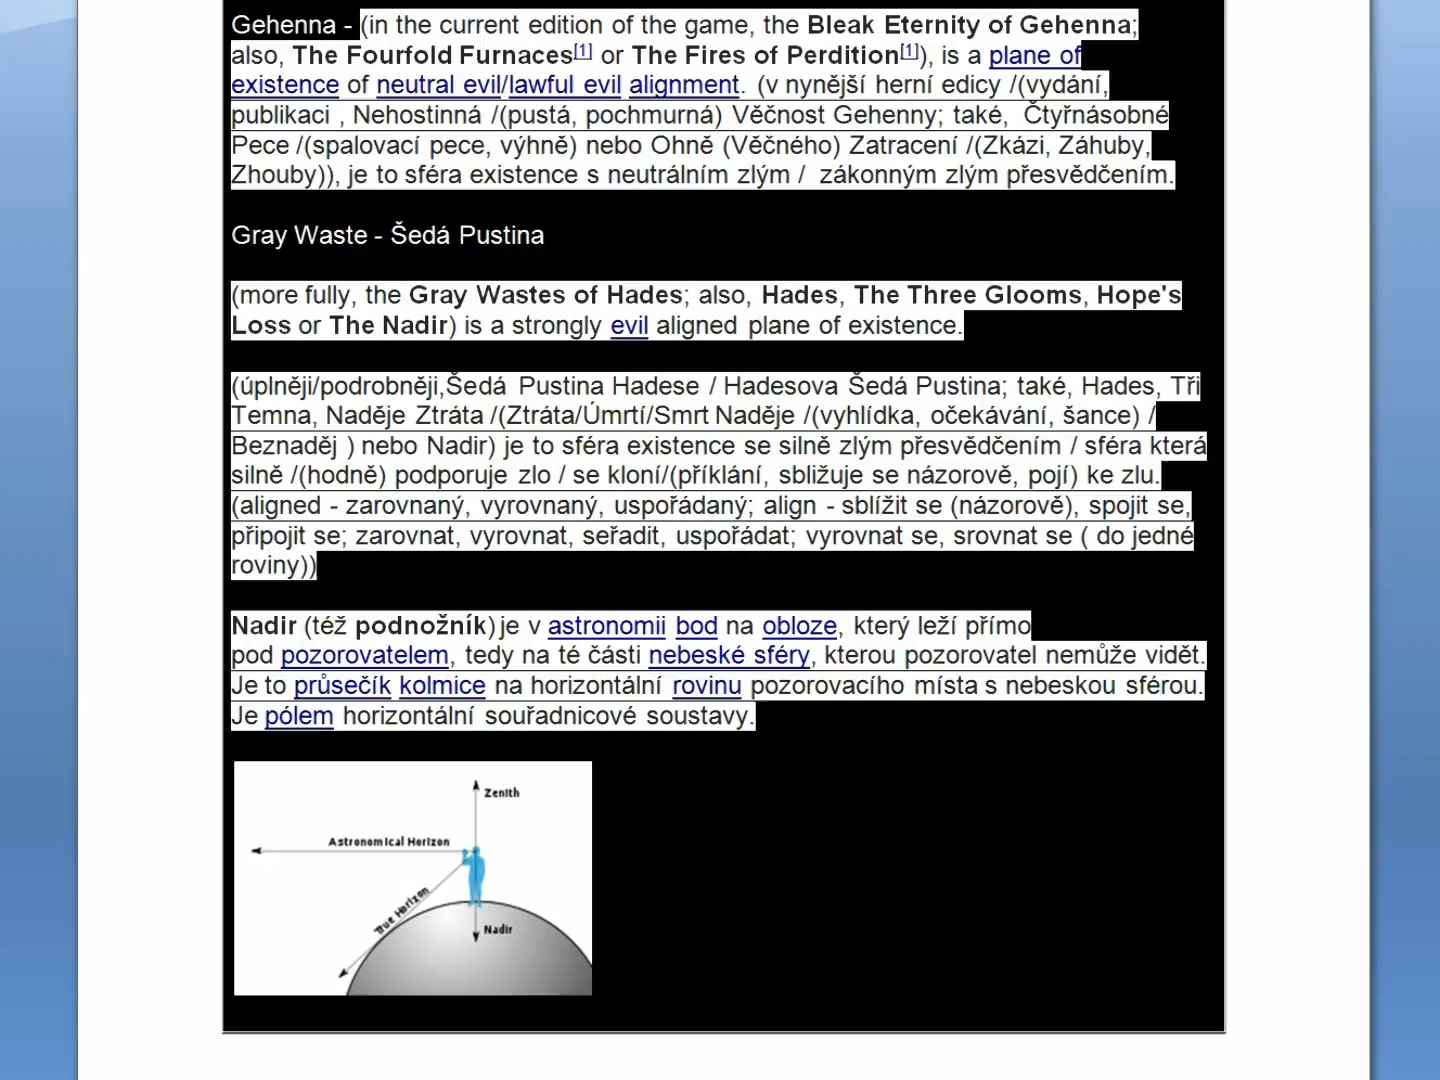 Gehenna - (in the current edition of the game, the Bleak Eternity of Gehenna;
also, The Fourfold Furnaces[1] or The Fires of Perdition[1]), is a plane of
existence of neutral evil/lawful evil alignment. (v nynější herní edicy /(vydání,
publikaci , Nehostinná /(pustá, pochmurná) Věčnost Gehenny; také, Čtyřnásobné
Pece /(spalovací pece, výhně) nebo Ohně (Věčného) Zatracení /(Zkázi, Záhuby,
Zhouby)), je to sféra existence s neutrálním zlým / zákonným zlým přesvědčením.
Gray Waste - Šedá Pustina
(more fully, the Gray Wastes of Hades; also, Hades, The Three Glooms, Hope's
Loss or The Nadir) is a strongly evil aligned plane of existence.
(úplněji/podrobněji,Šedá Pustina Hadese / Hadesova Šedá Pustina; také, Hades, Tři
Temna, Naděje Ztráta /(Ztráta/Úmrtí/Smrt Naděje /(vyhlídka, očekávání, šance) /
Beznaděj ) nebo Nadir) je to sféra existence se silně zlým přesvědčením / sféra která
silně /(hodně) podporuje zlo / se kloní/(příklání, sbližuje se názorově, pojí) ke zlu.
(aligned - zarovnaný, vyrovnaný, uspořádaný; align - sblížit se (názorově), spojit se,
připojit se; zarovnat, vyrovnat, seřadit, uspořádat; vyrovnat se, srovnat se ( do jedné
roviny))
Nadir (též podnožník) je v astronomii bod na obloze, který leží přímo
pod pozorovatelem, tedy na té části nebeské sféry, kterou pozorovatel nemůže vidět.
Je to průsečík kolmice na horizontální rovinu pozorovacího místa s nebeskou sférou.
Je pólem horizontální souřadnicové soustavy.
Zenith
Astronomical Horizon
True Horizon
Nadir